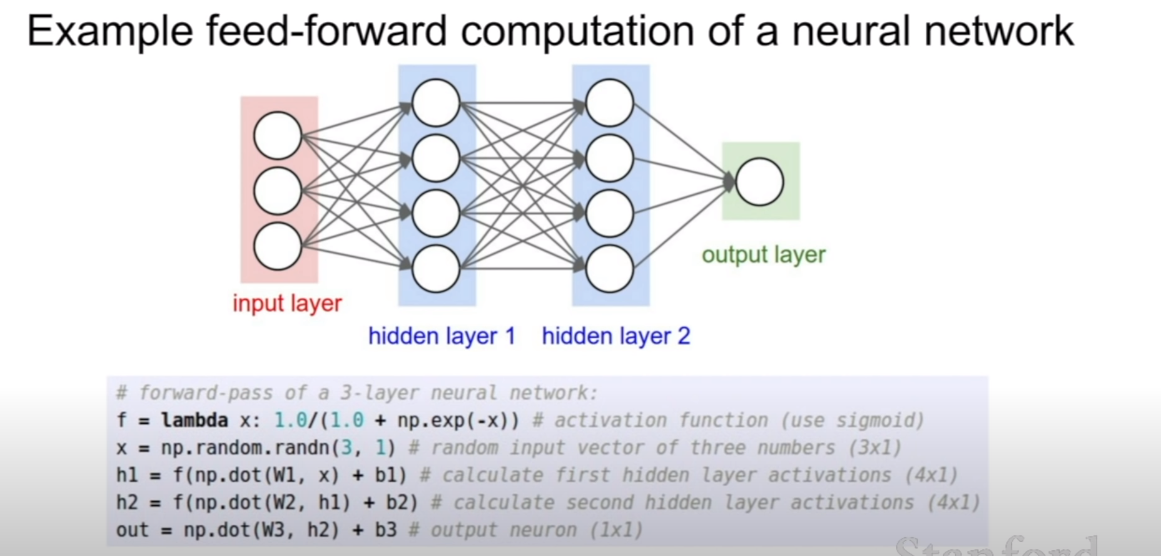 Example feed-forward computation of a neural network
output layer
input layer
hidden layer 1 hidden layer 2
# forward-pass of a 3-layer neural network:
f = lambda x: 1.0/(1.0 + np.exp(-x)) # activation function (use sigmoid)
x = np.random.randn(3, 1) # random input vector of three numbers (3x1)
h1 = f(np.dot(W1, x) + b1) # calculate first hidden layer activations (4x1)
h2 = f(np.dot(W2, h1) + b2) # calculate second hidden layer activations (4x1)
out = np.dot(W3, h2) + b3 # output neuron (1x1)
Stanford